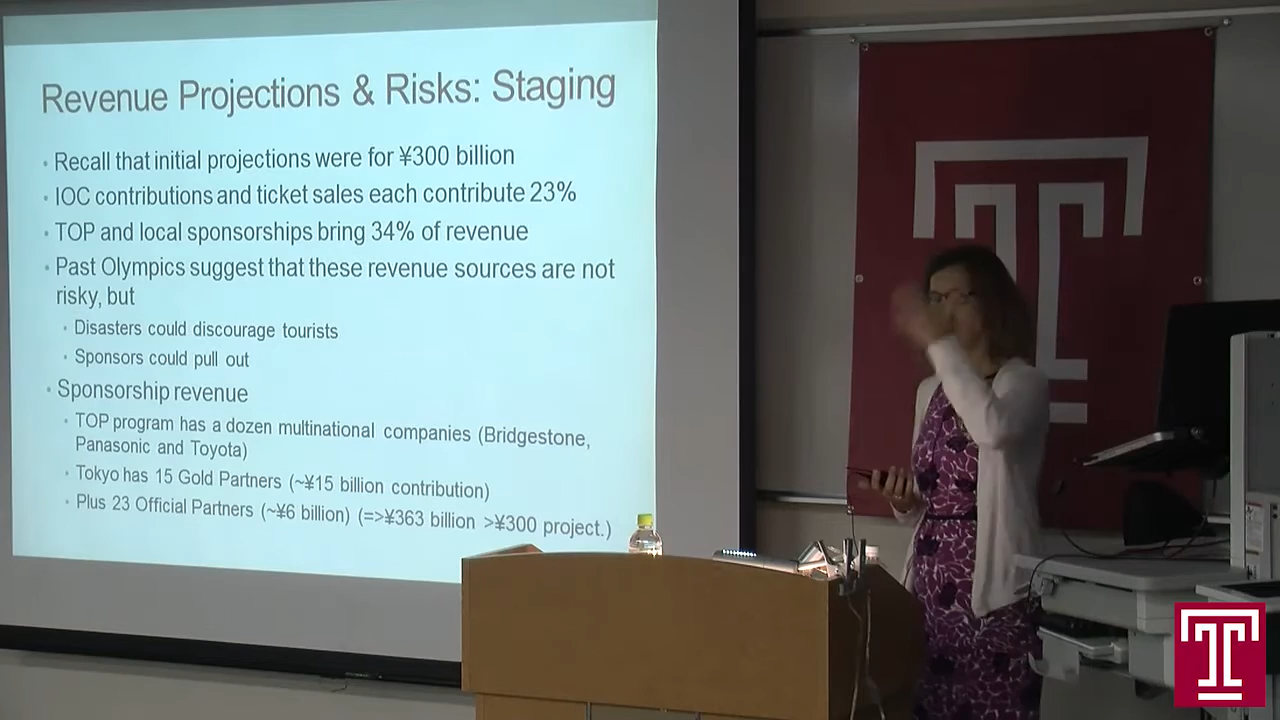 Revenue Projections & Risks: Staging
• Recall that initial projections were for ¥300 billion
• IOC contributions and ticket sales each contribute 23%
• TOP and local sponsorships bring 34% of revenue
• Past Olympics suggest that these revenue sources are not
risky, but
• Disasters could discourage tourists
• Sponsors could pull out
• Sponsorship revenue
• TOP program has a dozen multinational companies (Bridgestone,
Panasonic and Toyota)
• Tokyo has 15 Gold Partners (~¥15 billion contribution)
• Plus 23 Official Partners (~¥6 billion) (=>¥363 billion >¥300 project.)